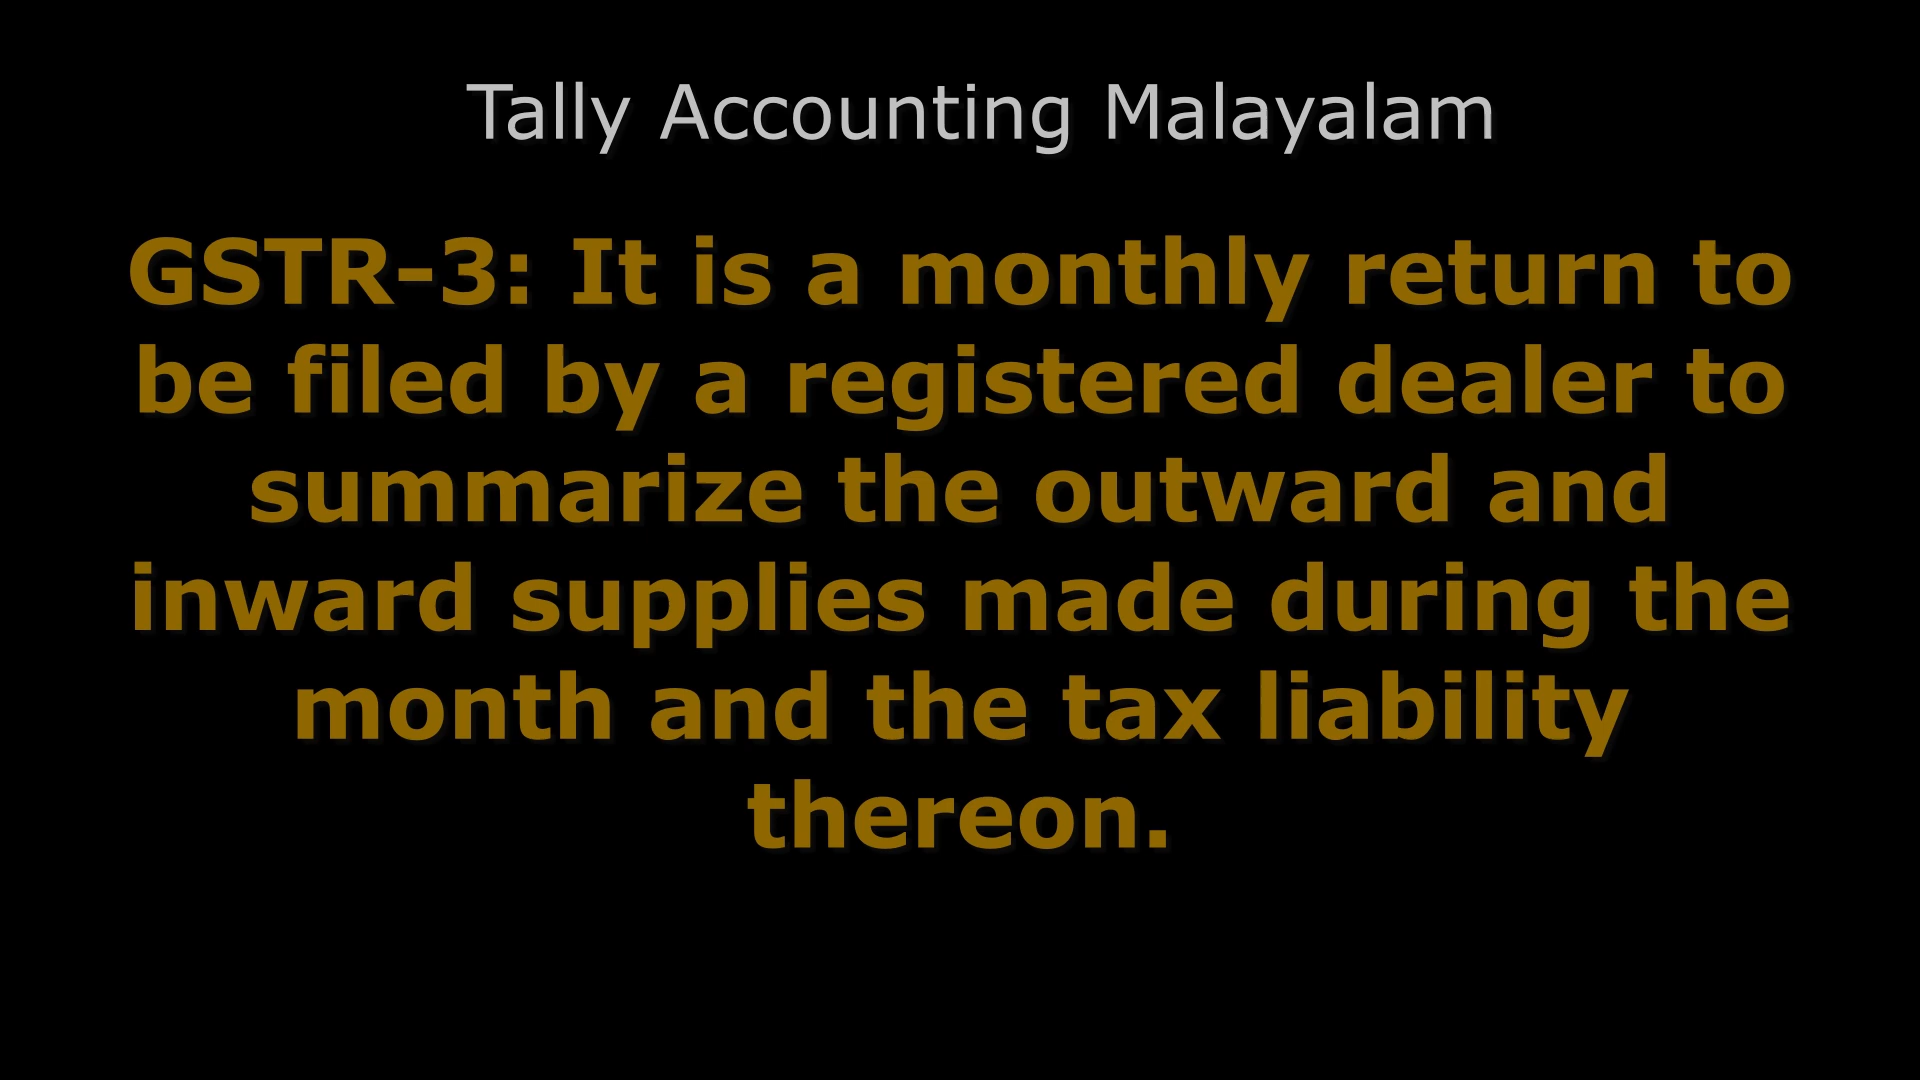 Tally Accounting Malayalam
GSTR-3: It is a monthly return to
be filed by a registered dealer to
summarize the outward and
inward supplies made during the
month and the tax liability
thereon.